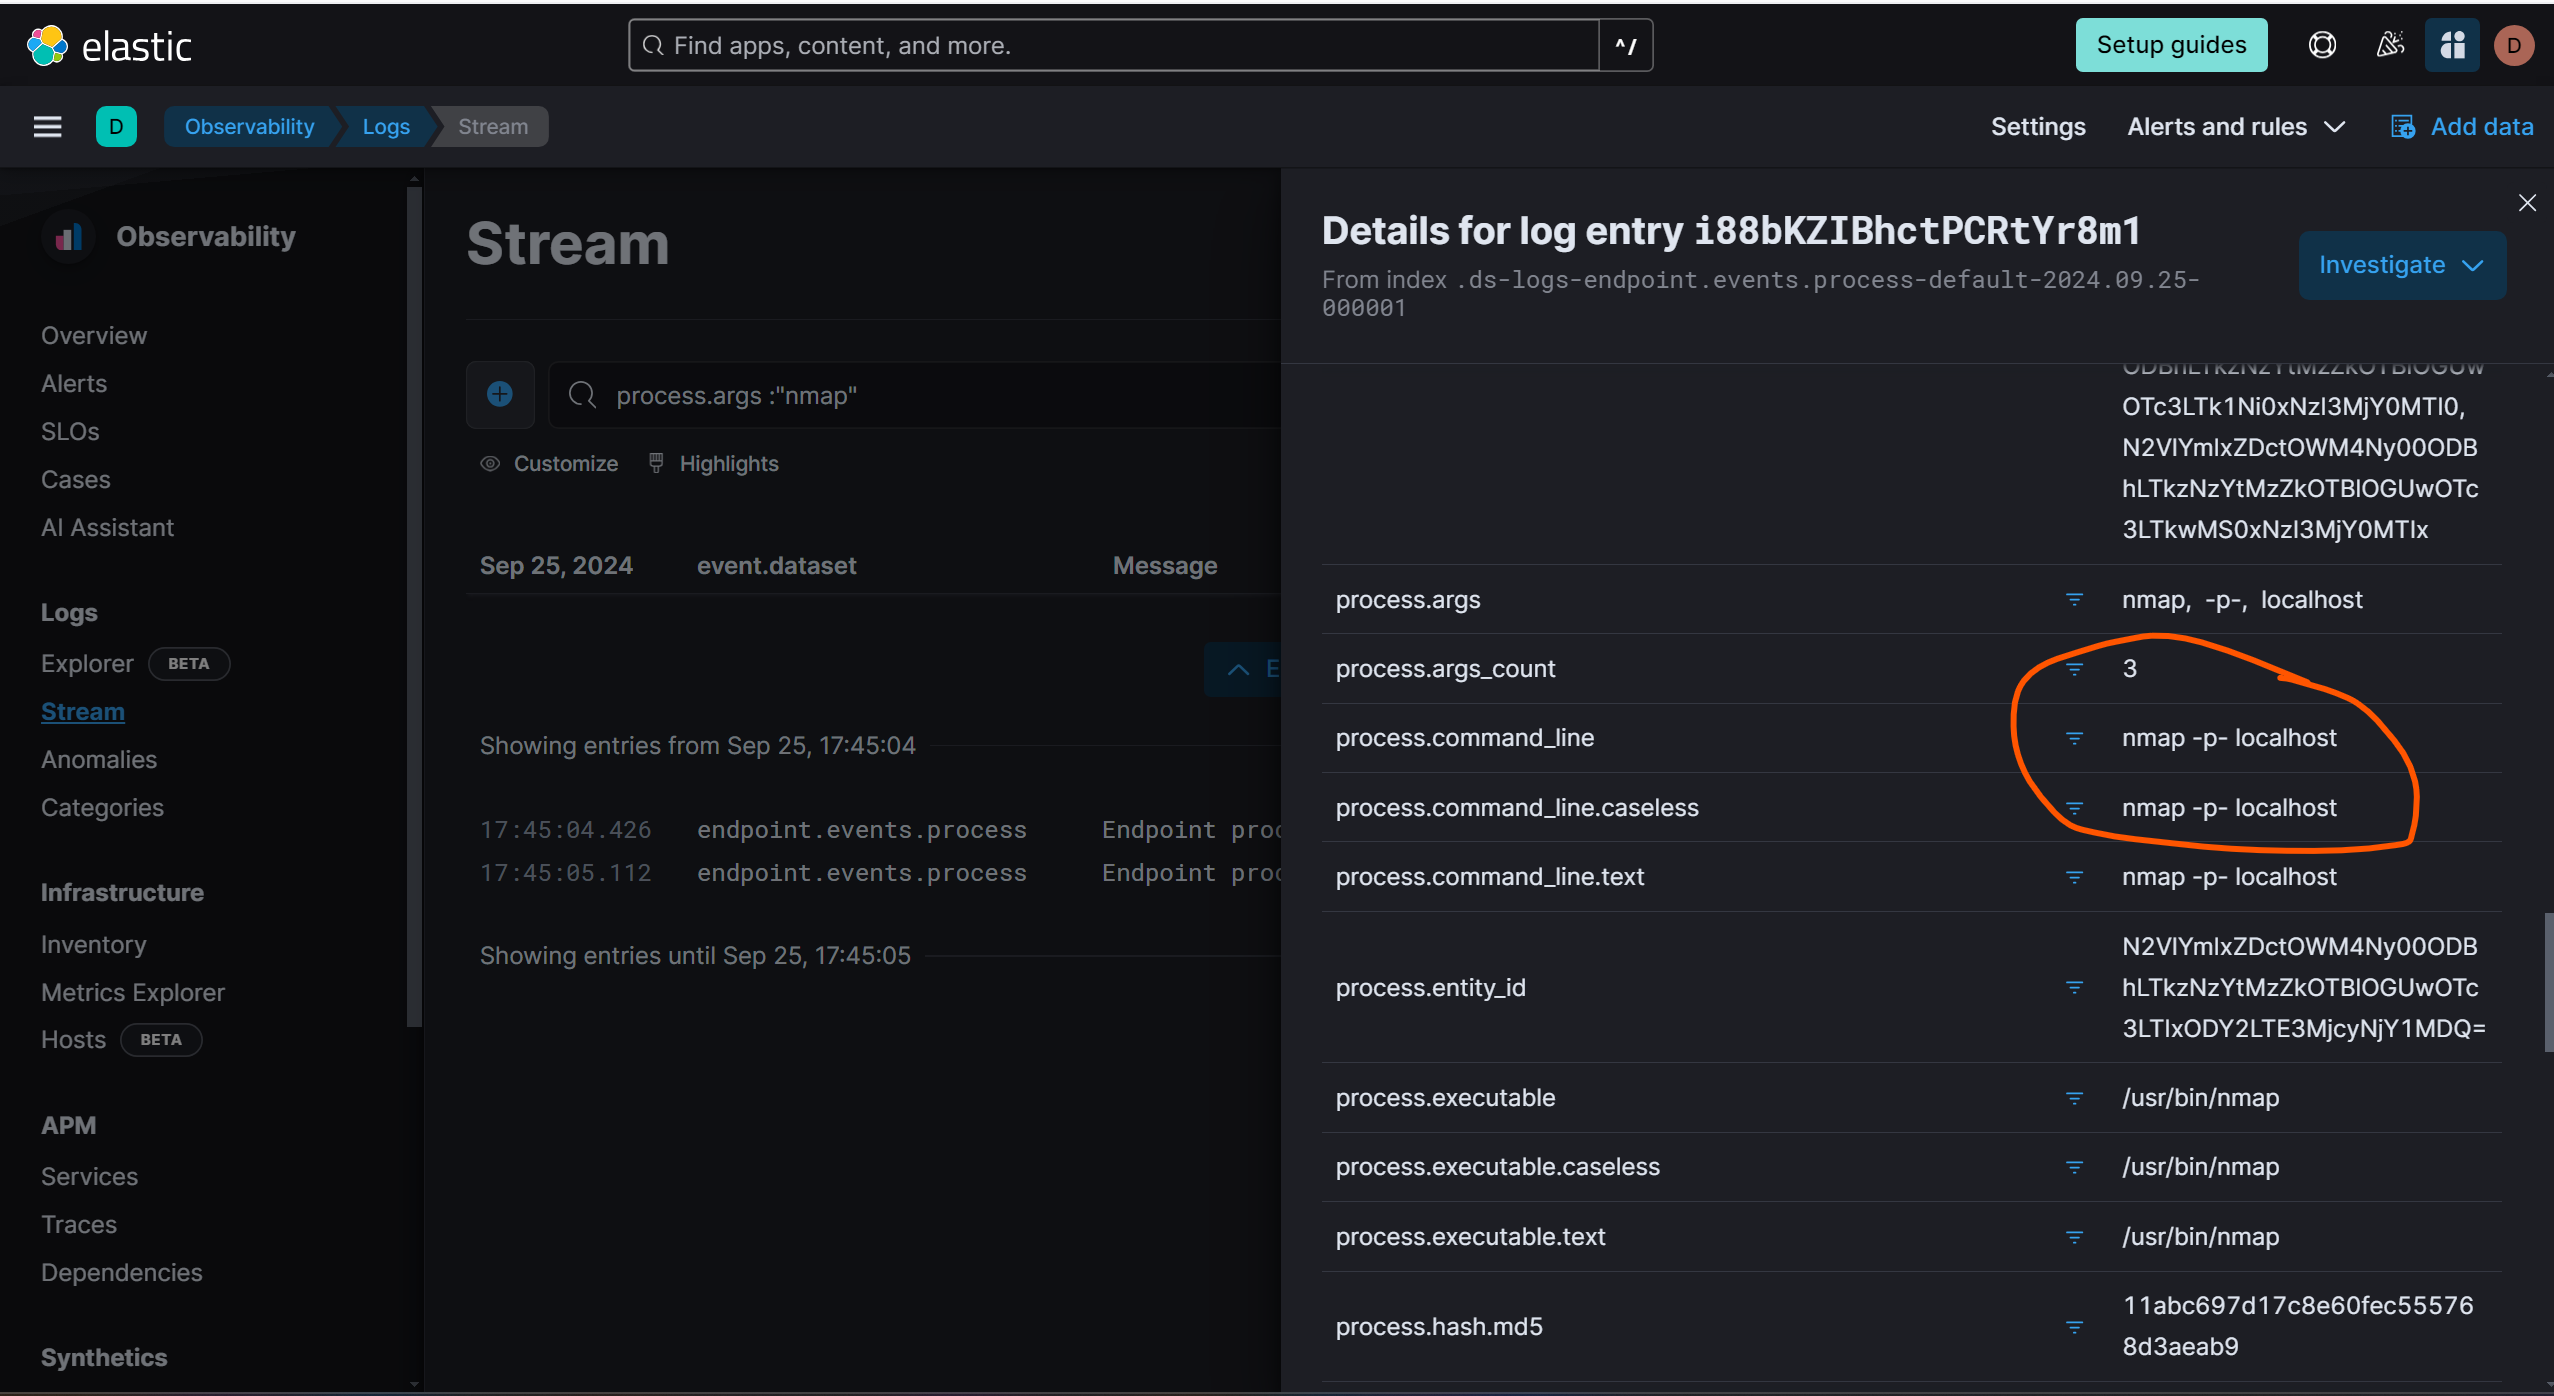 elastic
Find apps, content, and more.
^/
Setup guides
D
D
Observability
Logs
Stream
Settings
Alerts and rules
Add data
Observability
Overview
Alerts
SLOs
Cases
AI Assistant
Logs
Explorer BETA
Stream
Anomalies
Categories
Infrastructure
Inventory
Metrics Explorer
Hosts BETA
APM
Services
Traces
Dependencies
Synthetics
Stream
process.args :"nmap"
Customize
Highlights
Sep 25, 2024 event.dataset Message
E
Showing entries from Sep 25, 17:45:04
17:45:04.426 endpoint.events.process Endpoint proc
17:45:05.112 endpoint.events.process Endpoint proc
Showing entries until Sep 25, 17:45:05
Details for log entry i88bKZIBhctPCRtYr8m1
From index .ds-logs-endpoint.events.process-default-2024.09.25-
000001
Investigate
OTc3LTk1Ni0xNzI3MjY0MTI0,
N2VlYmIxZDctOWM4Ny00ODB
hLTkzNzYtMzZkOTBlOGUwOTc
3LTkwMS0xNzI3MjY0MTIx
process.args nmap, -p-, localhost
process.args_count 3
process.command_line nmap -p- localhost
process.command_line.caseless nmap -p- localhost
process.command_line.text nmap -p- localhost
process.entity_id
N2VlYmIxZDctOWM4Ny00ODB
hLTkzNzYtMzZkOTBlOGUwOTc
3LTIxODY2LTE3MjcyNjY1MDQ=
process.executable /usr/bin/nmap
process.executable.caseless /usr/bin/nmap
process.executable.text /usr/bin/nmap
process.hash.md5
11abc697d17c8e60fec55576
8d3aeab9